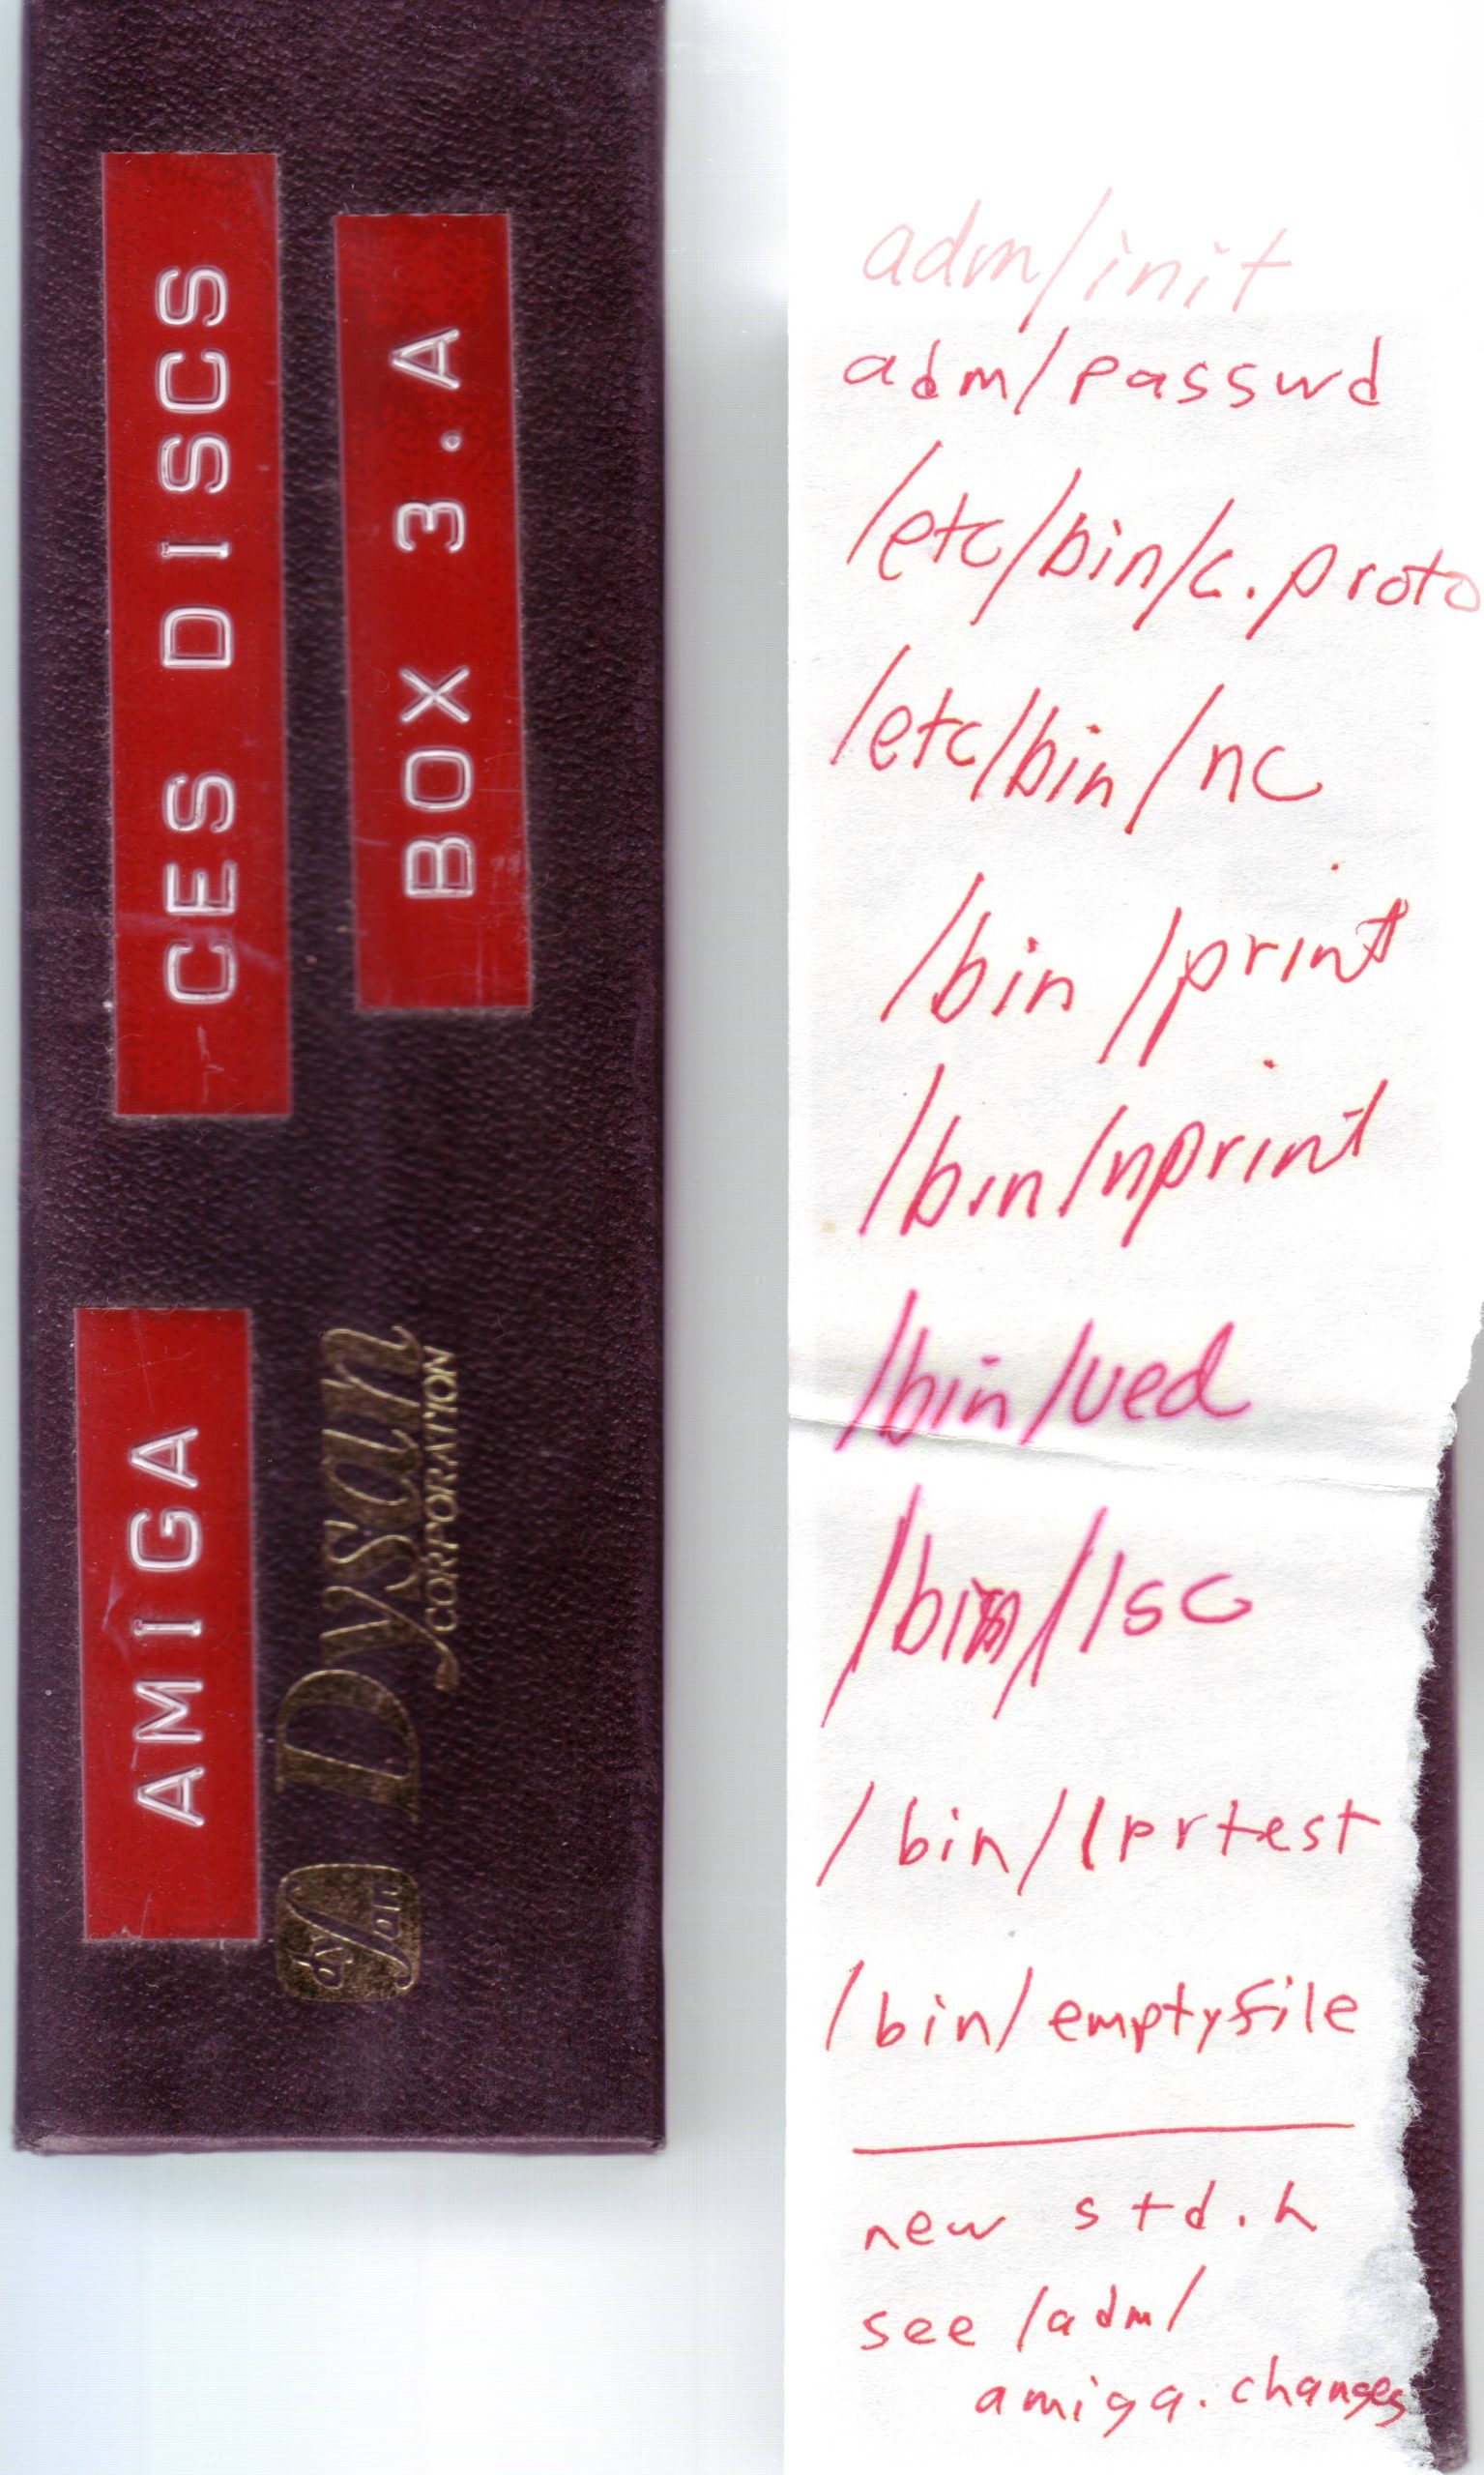 CES DISCS
BOX 3.A
AMIGA
Dysan
CORPORATION
dysan
adm/init
adm/passwd
/etc/bin/c.proto
/etc/bin/nc
/bin/print
/bin/nprint
/bin/ved
/bin/lsc
/bin/lprtest
/bin/emptyfile
new std.h
see /adm/
amiga.changes